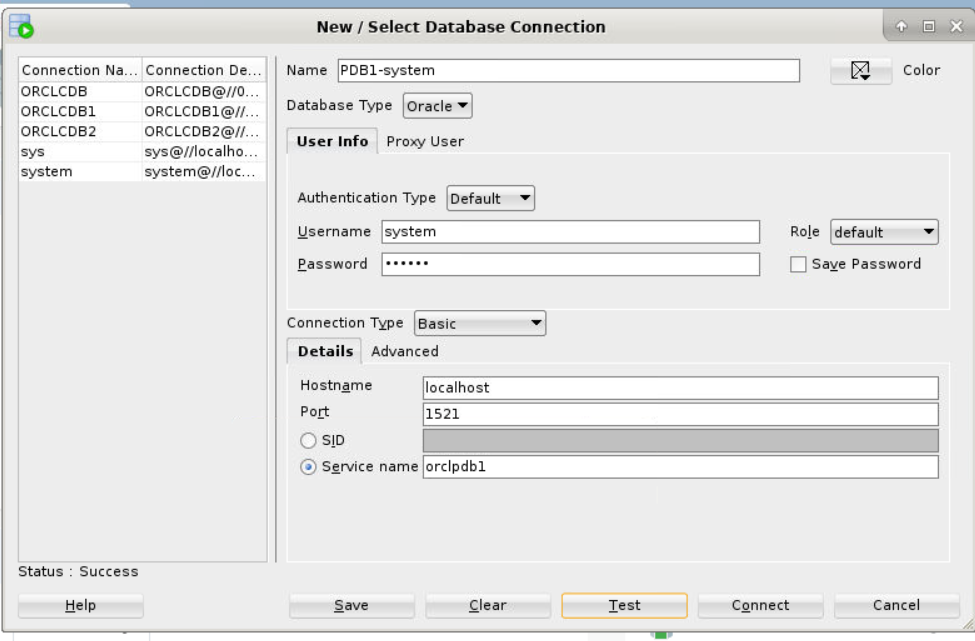 New / Select Database Connection
Connection Na... Connection De...
ORCLCDB ORCLCDB@//0...
ORCLCDB1 ORCLCDB1@//...
ORCLCDB2 ORCLCDB2@//...
sys sys@//localho...
system system@//loc...
Name PDB1-system Color
Database Type Oracle
User Info Proxy User
Authentication Type Default
Username system Role default
Password •••••• Save Password
Connection Type Basic
Details Advanced
Hostname localhost
Port 1521
SID
Service name orclpdb1
Status : Success
Help Save Clear Test Connect Cancel